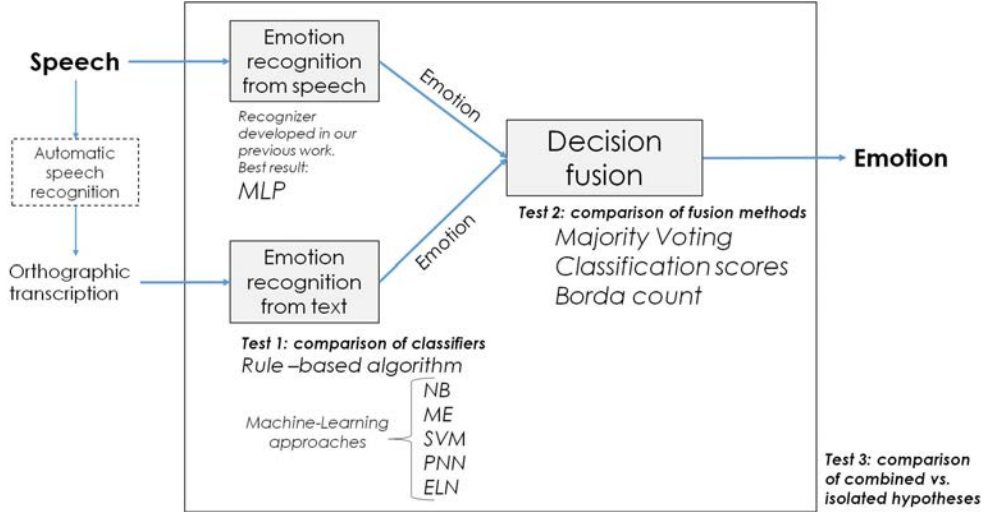 Speech
Automatic
speech
recognition
Orthographic
transcription
Emotion
recognition
from speech
Recognizer
developed in our
previous work.
Best result:
MLP
Emotion
Emotion
recognition
from text
Emotion
Test 1: comparison of classifiers
Rule –based algorithm
Machine-Learning
approaches
NB
ME
SVM
PNN
ELN
Decision
fusion
Test 2: comparison of fusion methods
Majority Voting
Classification scores
Borda count
Emotion
Test 3: comparison
of combined vs.
isolated hypotheses